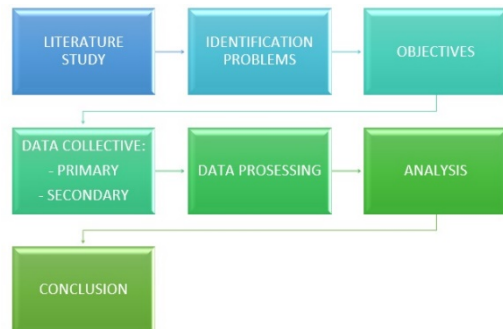 LITERATURE
STUDY
IDENTIFICATION
PROBLEMS
OBJECTIVES
DATA COLLECTIVE:
- PRIMARY
- SECONDARY
DATA PROSESSING
ANALYSIS
CONCLUSION